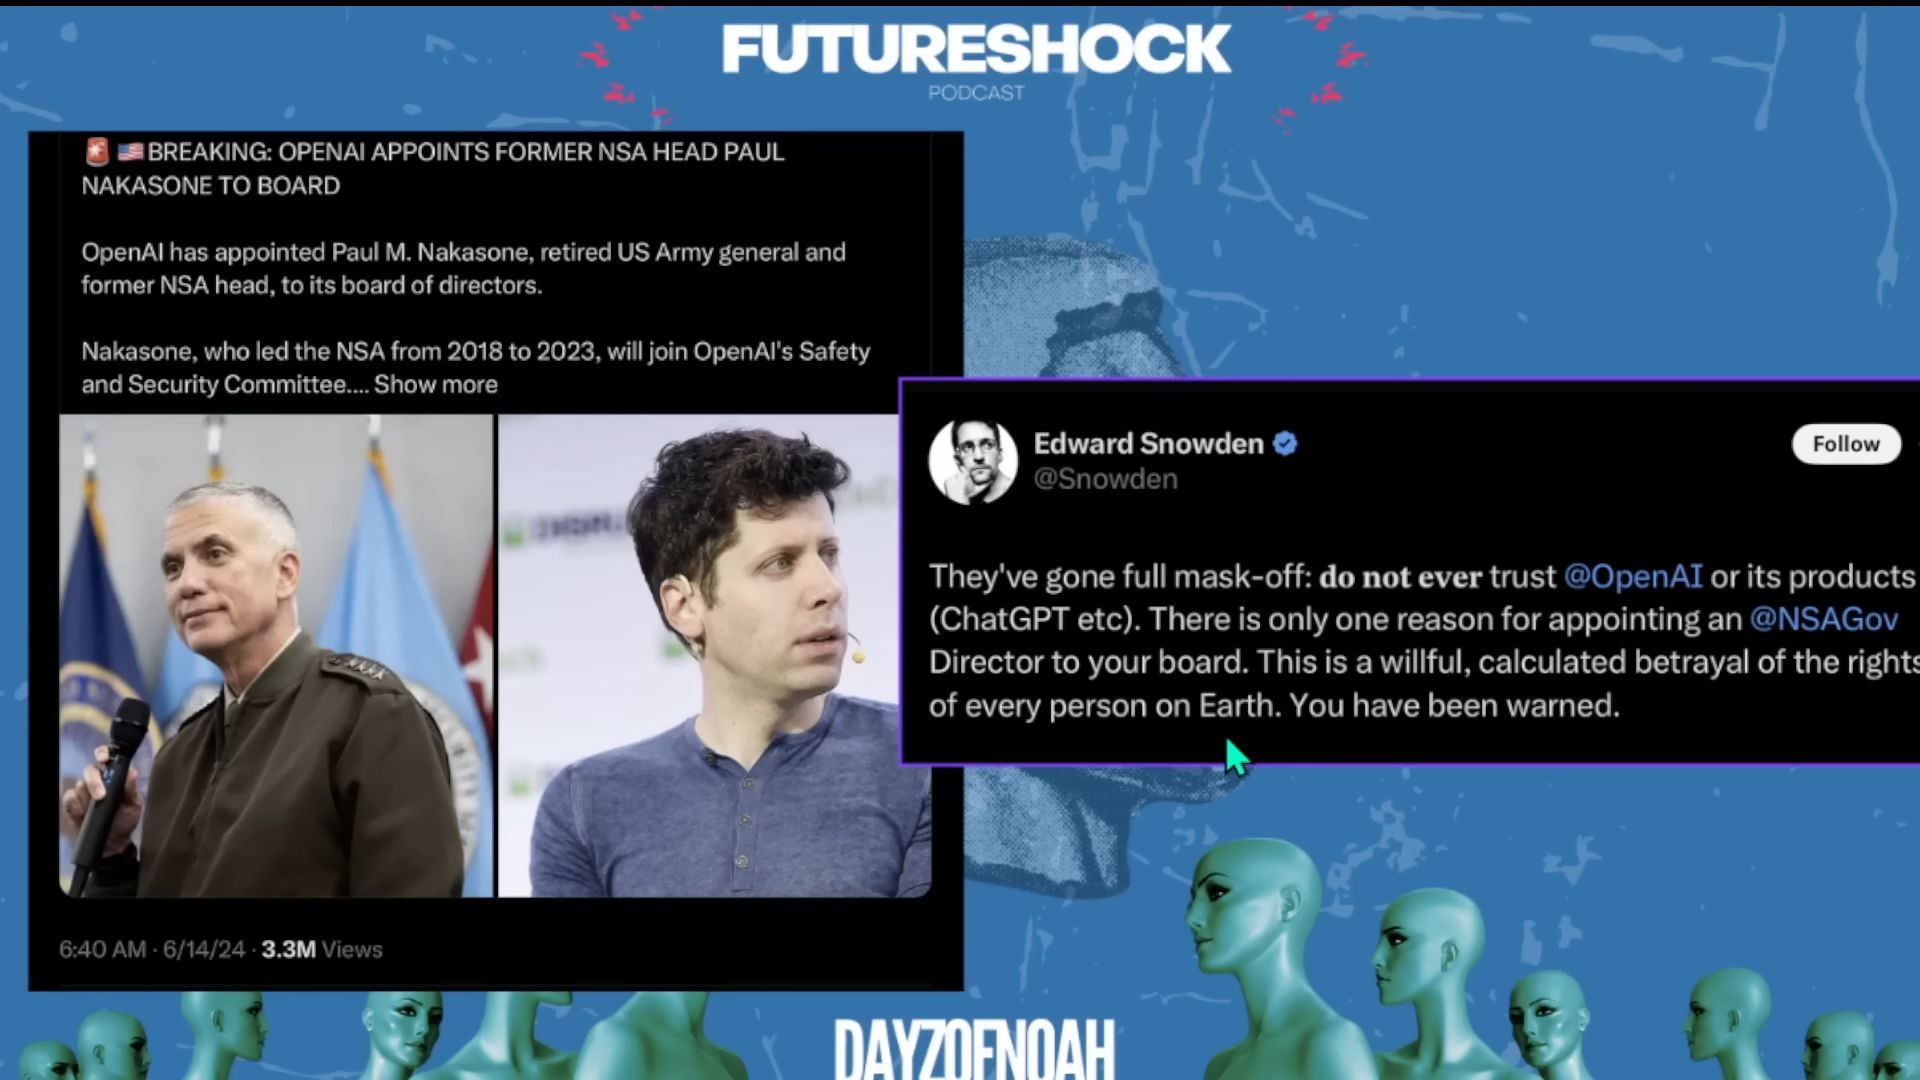 FUTURESHOCK
PODCAST
🚨 🇺🇸BREAKING: OPENAI APPOINTS FORMER NSA HEAD PAUL
NAKASONE TO BOARD
OpenAI has appointed Paul M. Nakasone, retired US Army general and
former NSA head, to its board of directors.
Nakasone, who led the NSA from 2018 to 2023, will join OpenAI's Safety
and Security Committee.... Show more
6:40 AM · 6/14/24 · 3.3M Views
Edward Snowden
@Snowden
Follow
They've gone full mask-off: do not ever trust @OpenAI or its products
(ChatGPT etc). There is only one reason for appointing an @NSAGov
Director to your board. This is a willful, calculated betrayal of the rights
of every person on Earth. You have been warned.
DAYZOFNOAH